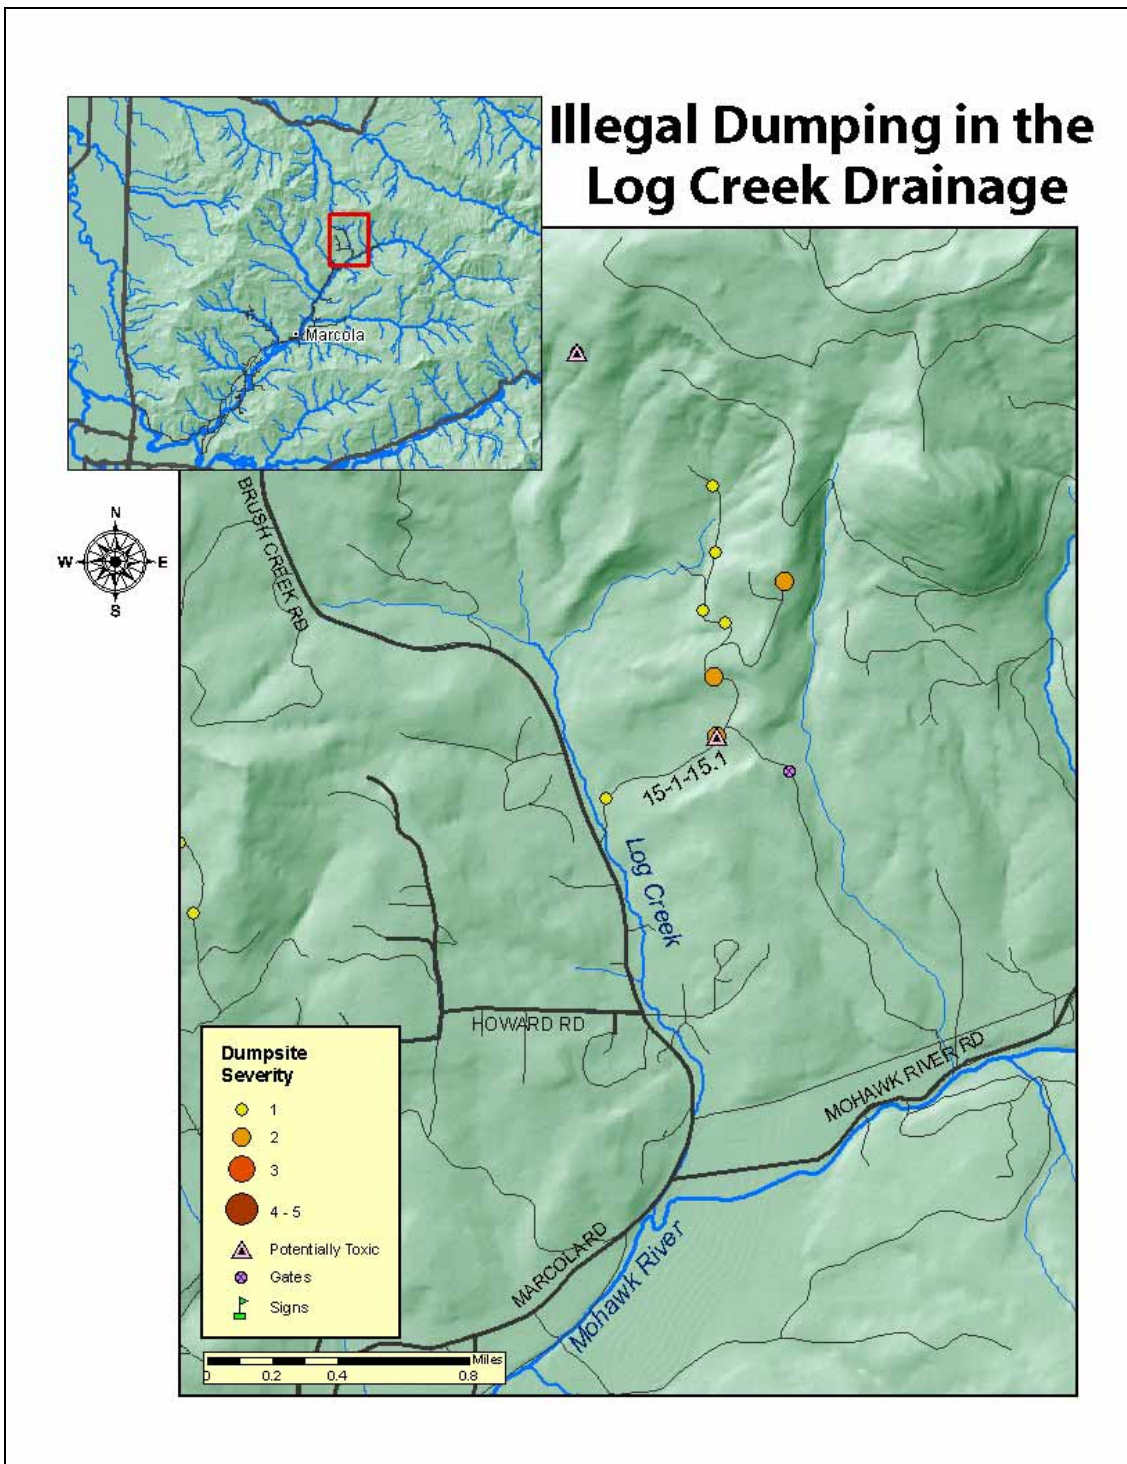 Illegal Dumping in the
Log Creek Drainage
Marcola
N
W
E
S
BRUSH CREEK RD
15-1-15.1
Log Creek
HOWARD RD
MOHAWK RIVER RD
MARCOLA RD
Mohawk River
Dumpsite
Severity
1
2
3
4 - 5
Potentially Toxic
Gates
Signs
Miles
0 0.2 0.4 0.8